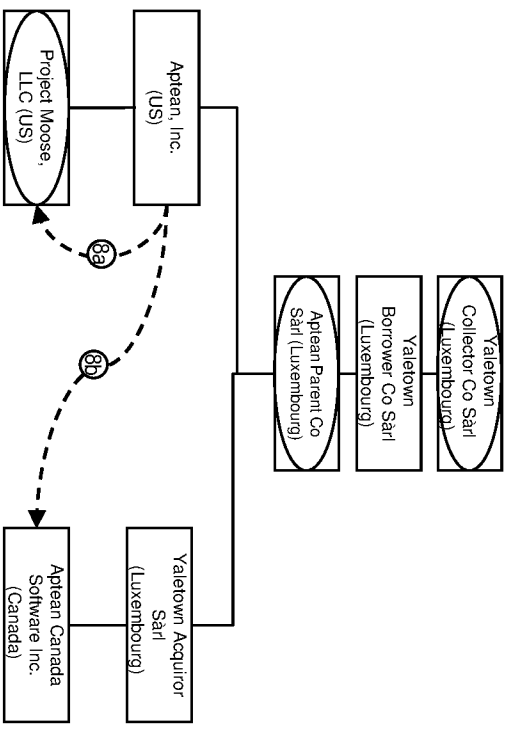 Yaletown
Collector Co Sàrl
(Luxembourg)
Yaletown
Borrower Co Sàrl
(Luxembourg)
Aptean Parent Co
Sàrl (Luxembourg)
Aptean, Inc.
(US)
Yaletown Acquiror
Sàrl
(Luxembourg)
Project Moose,
LLC (US)
Aptean Canada
Software Inc.
(Canada)
8a
8b